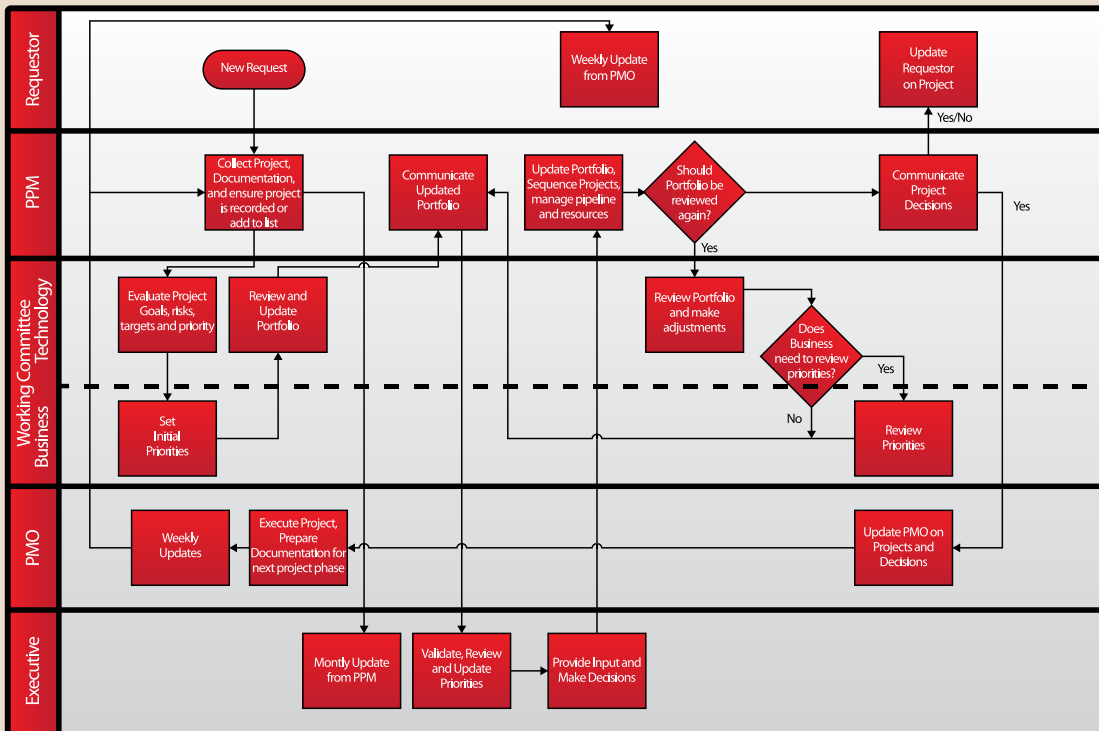 Requestor
New Request
Weekly Update
from PMO
Update
Requestor
on Project
Yes/No
PPM
Collect Project,
Documentation,
and ensure project
is recorded or
add to list
Communicate
Updated
Portfolio
Update Portfolio,
Sequence Projects,
manage pipeline
and resources
Should
Portfolio be
reviewed
again?
Communicate
Project
Decisions
Yes
Yes
Working Committee
Technology
Business
Evaluate Project
Goals, risks,
targets and priority
Review and
Update
Portfolio
Review Portfolio
and make
adjustments
Does
Business
need to review
priorities?
Yes
No
Set
Initial
Priorities
Review
Priorities
PMO
Weekly
Updates
Execute Project,
Prepare
Documentation for
next project phase
Update PMO on
Projects and
Decisions
Executive
Montly Update
from PPM
Validate, Review
and Update
Priorities
Provide Input and
Make Decisions